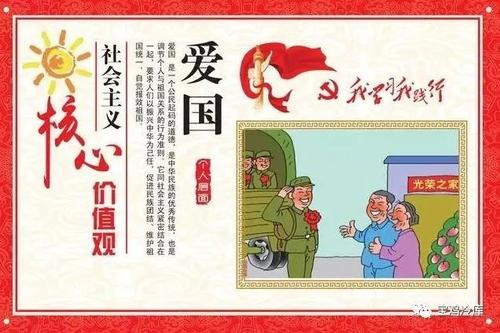 社会主义
核心
价值观
爱国
个人层面
爱国 是一个公民起码的道德，是中华民族的优秀传统，也是
调节个人与祖国关系的行为准则，它同社会主义紧密结合在
一起，要求人们以振兴中华为己任，促进民族团结、维护祖
国统一、自觉报效祖国
我学习我践行
光荣之家
宝鸡冷库